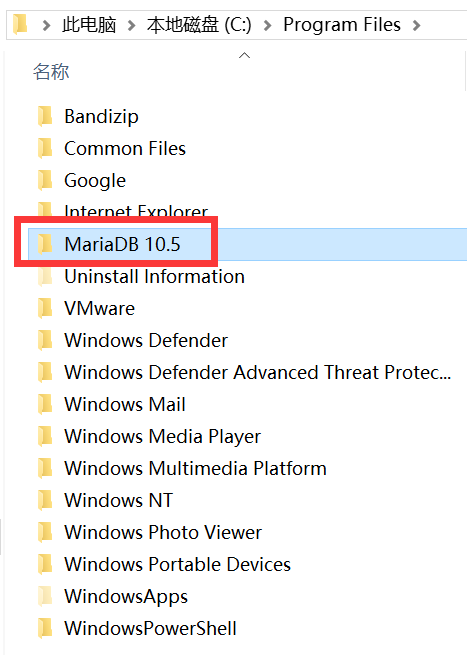 此电脑 > 本地磁盘 (C:) > Program Files >
名称
Bandizip
Common Files
Google
Internet Explorer
MariaDB 10.5
Uninstall Information
VMware
Windows Defender
Windows Defender Advanced Threat Protec...
Windows Mail
Windows Media Player
Windows Multimedia Platform
Windows NT
Windows Photo Viewer
Windows Portable Devices
WindowsApps
WindowsPowerShell